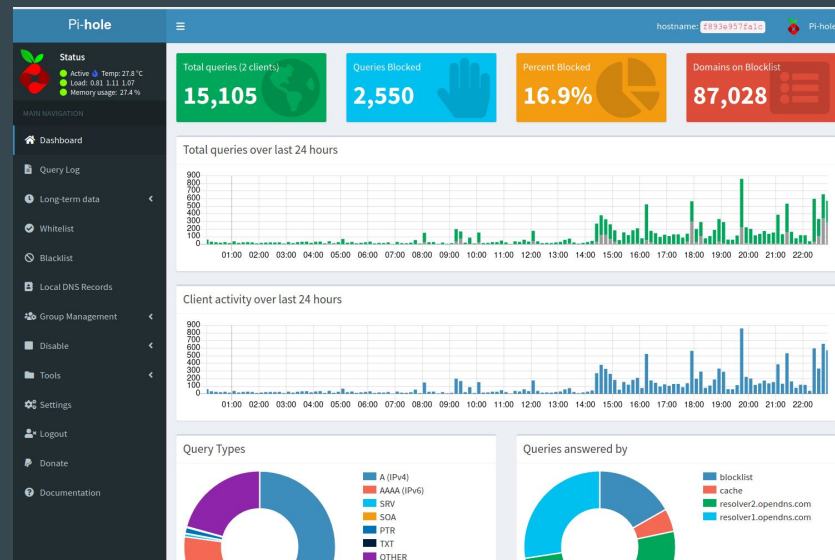 Pi-hole
hostname: f893e957fa1c
Pi-hole
Status
Active Temp: 27.8 °C
Load: 0.81 1.11 1.07
Memory usage: 27.4 %
MAIN NAVIGATION
Dashboard
Query Log
Long-term data
Whitelist
Blacklist
Local DNS Records
Group Management
Disable
Tools
Settings
Logout
Donate
Documentation
Total queries (2 clients)
15,105
Queries Blocked
2,550
Percent Blocked
16.9%
Domains on Blocklist
87,028
Total queries over last 24 hours
900
800
700
600
500
400
300
200
100
0
01:00 02:00 03:00 04:00 05:00 06:00 07:00 08:00 09:00 10:00 11:00 12:00 13:00 14:00 15:00 16:00 17:00 18:00 19:00 20:00 21:00 22:00
Client activity over last 24 hours
900
800
700
600
500
400
300
200
100
0
01:00 02:00 03:00 04:00 05:00 06:00 07:00 08:00 09:00 10:00 11:00 12:00 13:00 14:00 15:00 16:00 17:00 18:00 19:00 20:00 21:00 22:00
Query Types
A (IPv4)
AAAA (IPv6)
SRV
SOA
PTR
TXT
OTHER
Queries answered by
blocklist
cache
resolver2.opendns.com
resolver1.opendns.com